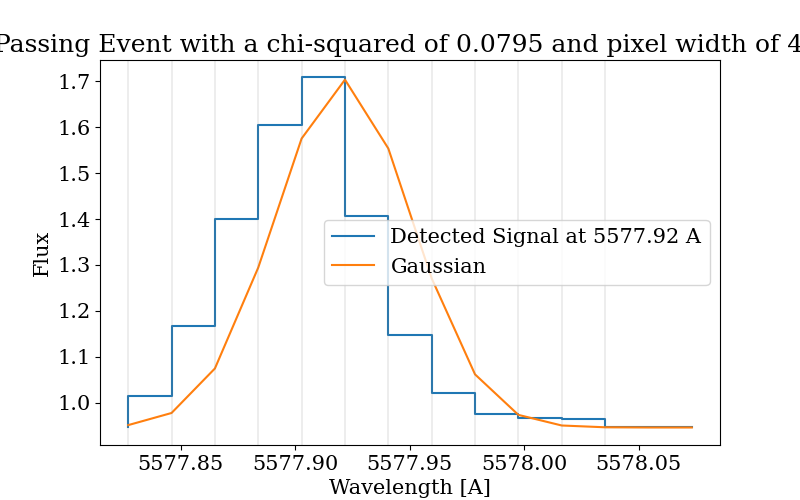 Passing Event with a chi-squared of 0.0795 and pixel width of 4
1.7
1.6
1.5
1.4
1.3
1.2
1.1
1.0
Flux
Detected Signal at 5577.92 A
Gaussian
5577.85 5577.90 5577.95 5578.00 5578.05
Wavelength [A]